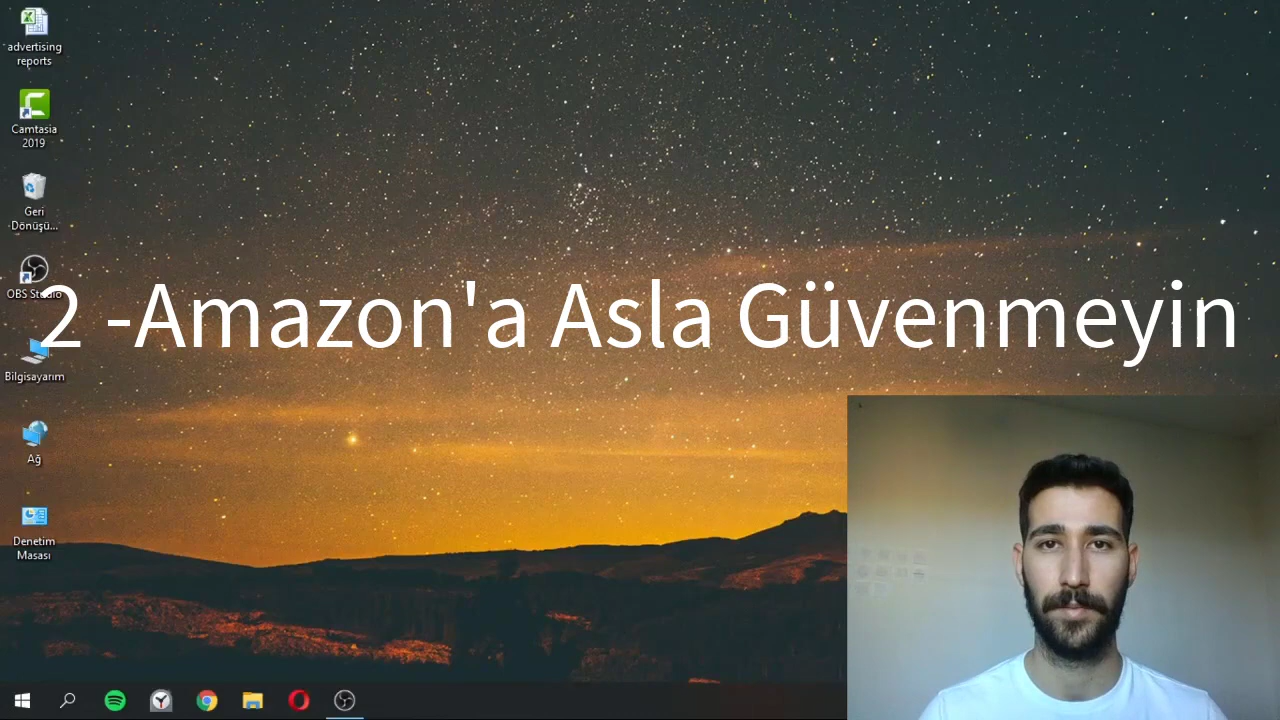 advertising
reports
Camtasia
2019
Geri
Dönüşü...
OBS Studio
2 -Amazon'a Asla Güvenmeyin
Bilgisayarım
Ağ
Denetim
Masası